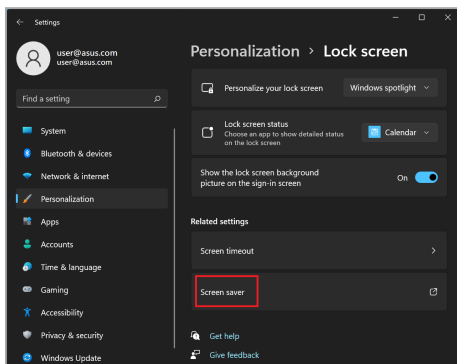 Settings
user@asus.com
user@asus.com
Find a setting
System
Bluetooth & devices
Network & internet
Personalization
Apps
Accounts
Time & language
Gaming
Accessibility
Privacy & security
Windows Update
Personalization > Lock screen
Personalize your lock screen
Windows spotlight
Lock screen status
Choose an app to show detailed status
on the lock screen
Calendar
Show the lock screen background
picture on the sign-in screen
On
Related settings
Screen timeout
Screen saver
Get help
Give feedback